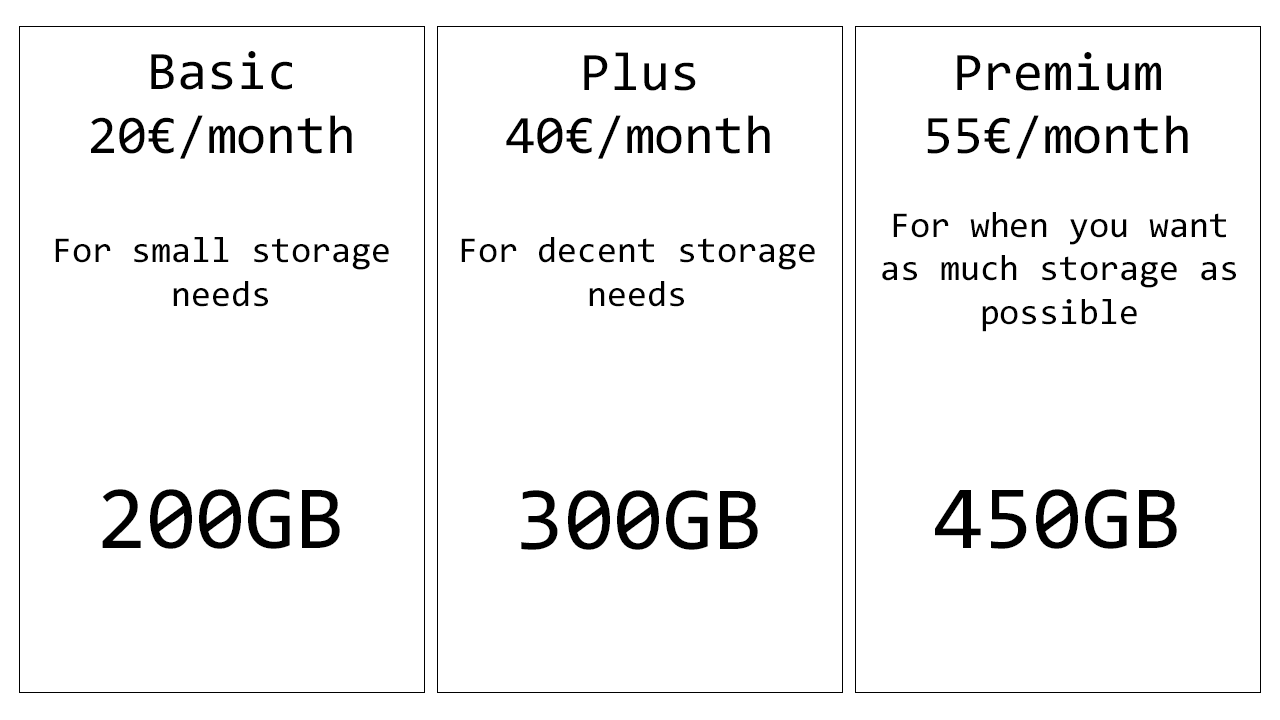 Basic
20€/month
For small storage
needs
200GB
Plus
40€/month
For decent storage
needs
300GB
Premium
55€/month
For when you want
as much storage as
possible
450GB